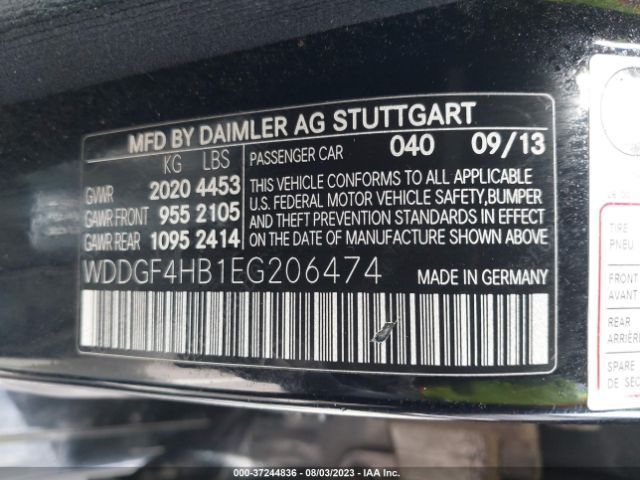 MFD BY DAIMLER AG STUTTGART
KG LBS
GVWR 2020 4453
GAWR FRONT 955 2105
GAWR REAR 1095 2414
PASSENGER CAR 040 09/13
THIS VEHICLE CONFORMS TO ALL APPLICABLE
U.S. FEDERAL MOTOR VEHICLE SAFETY,BUMPER
AND THEFT PREVENTION STANDARDS IN EFFECT
ON THE DATE OF MANUFACTURE SHOWN ABOVE
WDDGF4HB1EG206474 MADE IN GERMANY
TIRE
PNEU
FRONT
AVANT
REAR
ARRIÈRE
SPARE
DE SEC
000-37244836 - 08/03/2023 - IAA Inc.